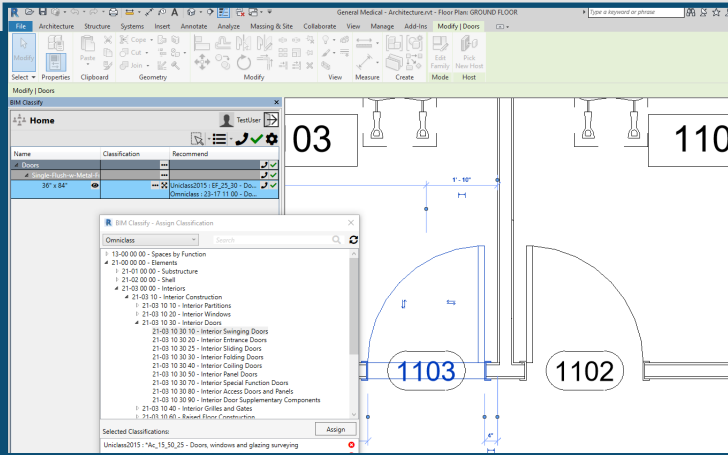 General Medical - Architecture.rvt - Floor Plan: GROUND FLOOR
Type a keyword or phrase
File Architecture Structure Systems Insert Annotate Analyze Massing & Site Collaborate View Manage Add-Ins Modify | Doors
Modify
Paste
Cope
Cut
Join
Edit Family
Pick New Host
Select Properties Clipboard Geometry Modify View Measure Create Mode Host
Modify | Doors
BIM Classify
Home
TestUser
Name Classification Recommend
Doors
Single-Flush-w-Metal-F
36" x 84"
Uniclass2015 : EF_25_30 - Do...
Omniclass : 23-17 11 00 - Do...
BIM Classify - Assign Classification
Omniclass
Search
13-00 00 00 - Spaces by Function
21-00 00 00 - Elements
21-01 00 00 - Substructure
21-02 00 00 - Shell
21-03 00 00 - Interiors
21-03 10 - Interior Construction
21-03 10 10 - Interior Partitions
21-03 10 20 - Interior Windows
21-03 10 30 - Interior Doors
21-03 10 30 10 - Interior Swinging Doors
21-03 10 30 20 - Interior Entrance Doors
21-03 10 30 25 - Interior Sliding Doors
21-03 10 30 30 - Interior Folding Doors
21-03 10 30 40 - Interior Coiling Doors
21-03 10 30 50 - Interior Panel Doors
21-03 10 30 70 - Interior Special Function Doors
21-03 10 30 80 - Interior Access Doors and Panels
21-03 10 30 90 - Interior Door Supplementary Components
21-03 10 40 - Interior Grilles and Gates
21-03 10 60 - Raised Floor Construction
Selected Classifications:
Assign
Uniclass2015 : "Ac_15_50_25 - Doors, windows and glazing surveying
03
110
1' - 10"
1103
1102
4"